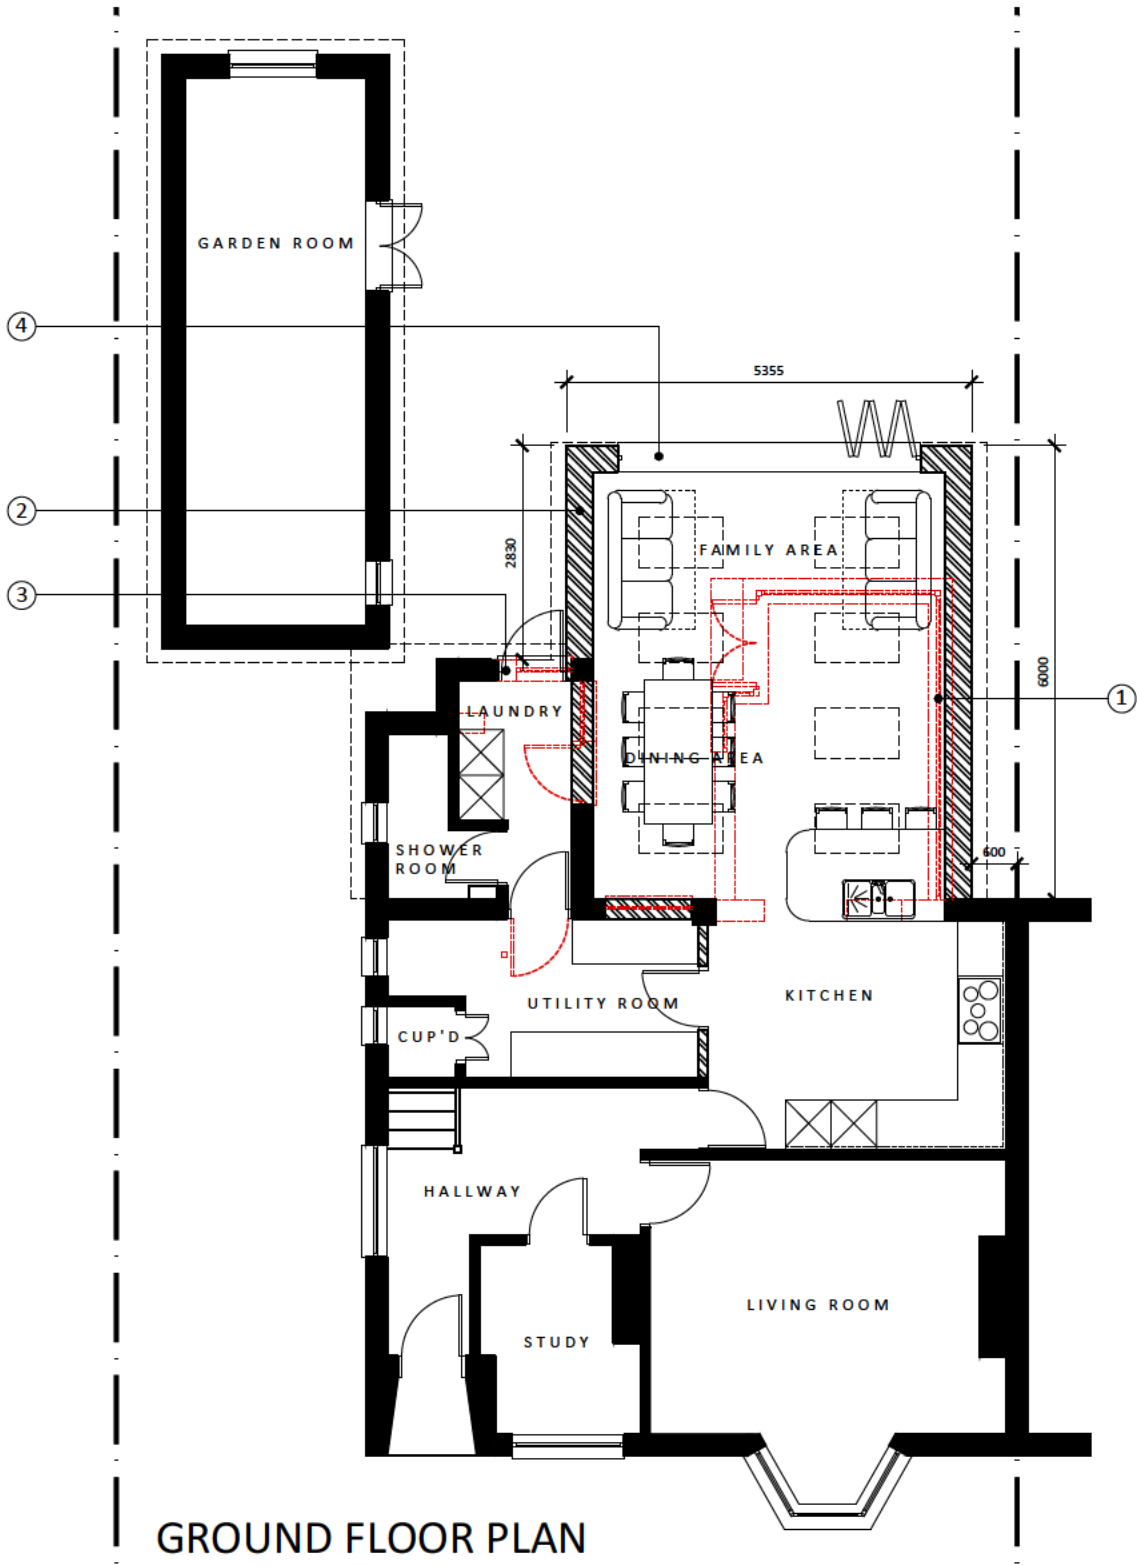 GARDEN ROOM
4
5355
2
FAMILY AREA
2830
3
6000
1
LAUNDRY
DINING AREA
SHOWER
ROOM
600
KITCHEN
UTILITY ROOM
CUP'D
HALLWAY
LIVING ROOM
STUDY
GROUND FLOOR PLAN